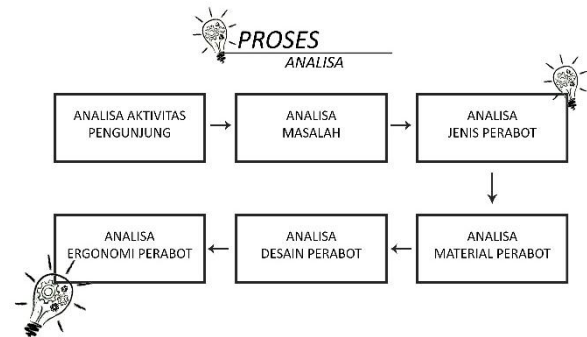 PROSES
ANALISA
ANALISA AKTIVITAS
PENGUNJUNG
ANALISA
MASALAH
ANALISA
JENIS PERABOT
ANALISA
MATERIAL PERABOT
ANALISA
DESAIN PERABOT
ANALISA
ERGONOMI PERABOT